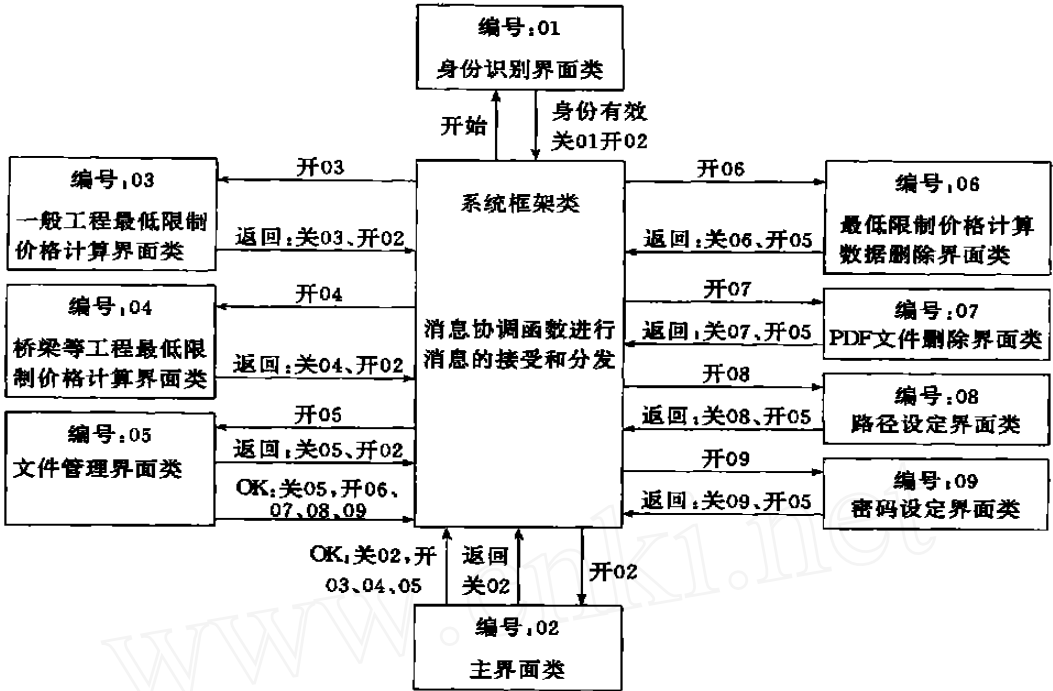 编号:01
身份识别界面类
开始
身份有效
关01开02
编号:03
一般工程最低限制
价格计算界面类
开03
返回:关03、开02
编号:04
桥梁等工程最低限
制价格计算界面类
开04
返回:关04、开02
编号:05
文件管理界面类
开05
返回:关05、开02
OK:关05,开06、
07、08、09
系统框架类
消息协调函数进行
消息的接受和分发
开06
返回:关06、开05
编号:06
最低限制价格计算
数据删除界面类
开07
返回:关07、开05
编号:07
PDF文件删除界面类
开08
返回:关08、开05
编号:08
路径设定界面类
开09
返回:关09、开05
编号:09
密码设定界面类
OK:关02,开
03、04、05
返回
关02
开02
编号:02
主界面类
www.cnki.net